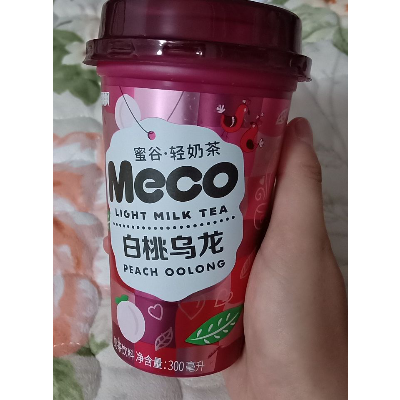 蜜谷·轻奶茶
Meco
LIGHT MILK TEA
白桃乌龙
PEACH OOLONG
净含量:300毫升